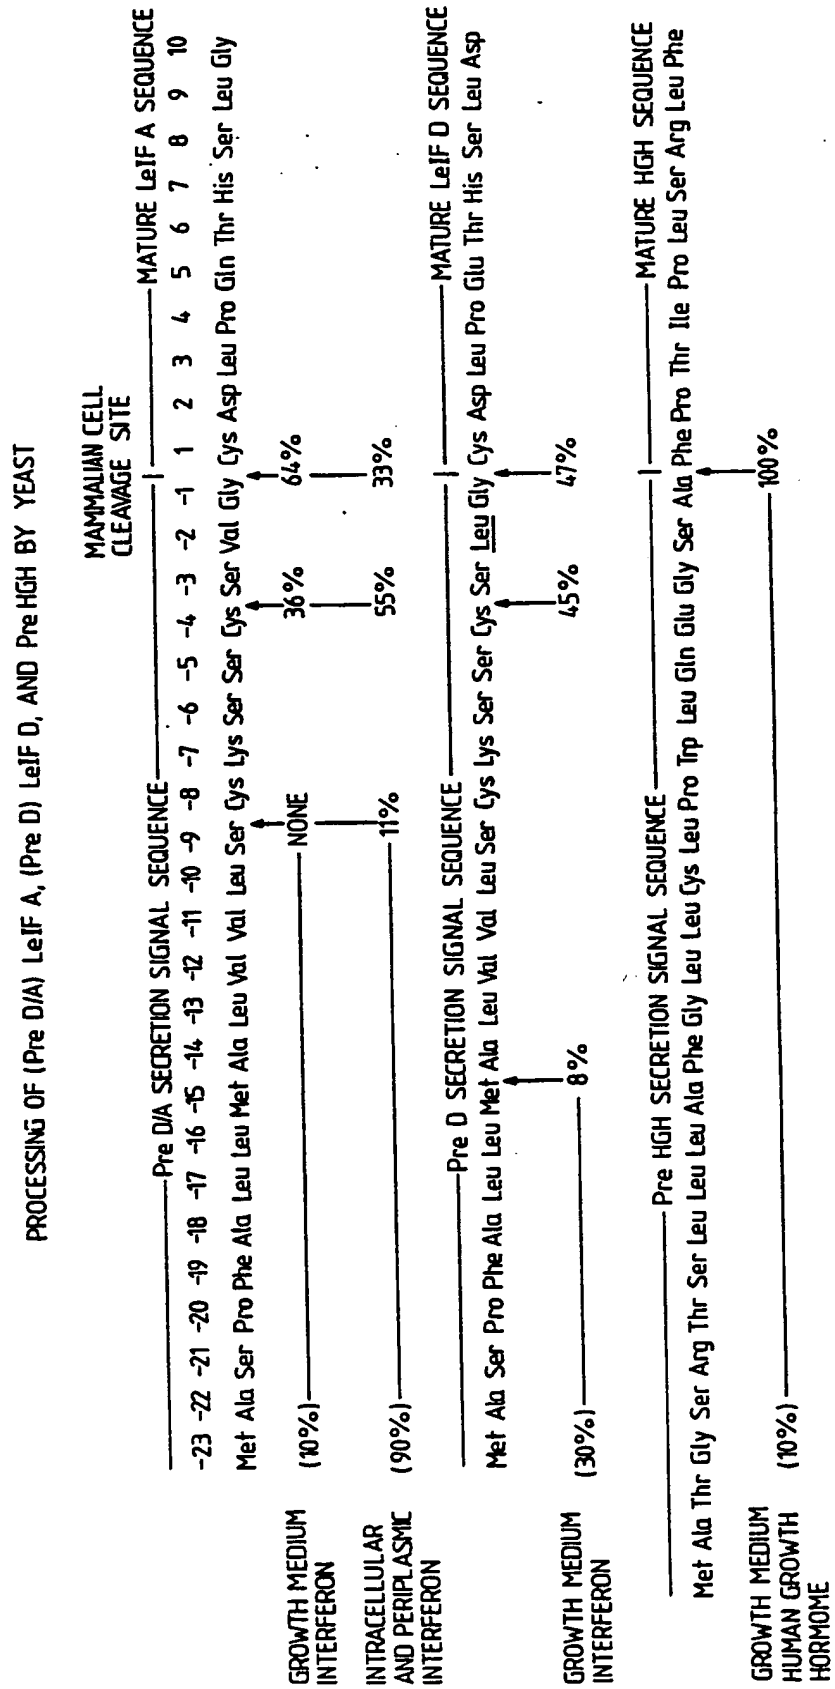 PROCESSING OF (Pre D/A) LeIF A, (Pre D) LeIF D, AND Pre HGH BY YEAST
MAMMALIAN CELL
CLEAVAGE SITE
Pre D/A SECRETION SIGNAL SEQUENCE MATURE LeIF A SEQUENCE
-23 -22 -21 -20 -19 -18 -17 -16 -15 -14 -13 -12 -11 -10 -9 -8 -7 -6 -5 -4 -3 -2 -1 1 2 3 4 5 6 7 8 9 10
Met Ala Ser Pro Phe Ala Leu Leu Met Ala Leu Val Val Leu Ser Cys Lys Ser Ser Cys Ser Val Gly Cys Asp Leu Pro Gln Thr His Ser Leu Gly
GROWTH MEDIUM (10%) NONE 36% 64%
INTERFERON
INTRACELLULAR (90%) 11% 55% 33%
AND PERIPLASMIC
INTERFERON
Pre D SECRETION SIGNAL SEQUENCE MATURE LeIF D SEQUENCE
Met Ala Ser Pro Phe Ala Leu Leu Met Ala Leu Val Val Leu Ser Cys Lys Ser Ser Cys Ser Leu Gly Cys Asp Leu Pro Glu Thr His Ser Leu Asp
GROWTH MEDIUM (30%) 8% 45% 47%
INTERFERON
Pre HGH SECRETION SIGNAL SEQUENCE MATURE HGH SEQUENCE
Met Ala Thr Gly Ser Arg Thr Ser Leu Leu Leu Ala Phe Gly Leu Leu Cys Leu Pro Trp Leu Gln Glu Gly Ser Ala Phe Pro Thr Ile Pro Leu Ser Arg Leu Phe
GROWTH MEDIUM (10%) 100%
HUMAN GROWTH
HORMOME